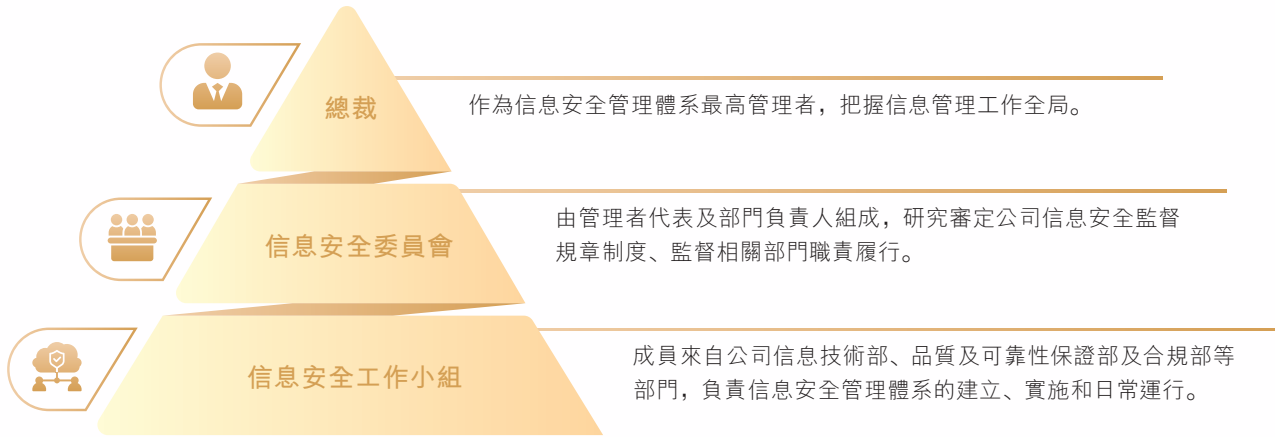 總裁
作為信息安全管理體系最高管理者，把握信息管理工作全局。
信息安全委員會
由管理者代表及部門負責人組成，研究審定公司信息安全監督
規章制度、監督相關部門職責履行。
信息安全工作小組
成員來自公司信息技術部、品質及可靠性保證部及合規部等
部門，負責信息安全管理體系的建立、實施和日常運行。